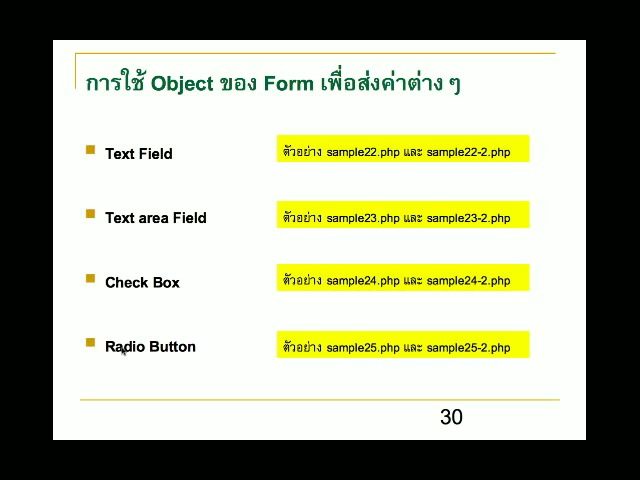 การใช้ Object ของ Form เพื่อส่งค่าต่าง ๆ
Text Field
ตัวอย่าง sample22.php และ sample22-2.php
Text area Field
ตัวอย่าง sample23.php และ sample23-2.php
Check Box
ตัวอย่าง sample24.php และ sample24-2.php
Radio Button
ตัวอย่าง sample25.php และ sample25-2.php
30